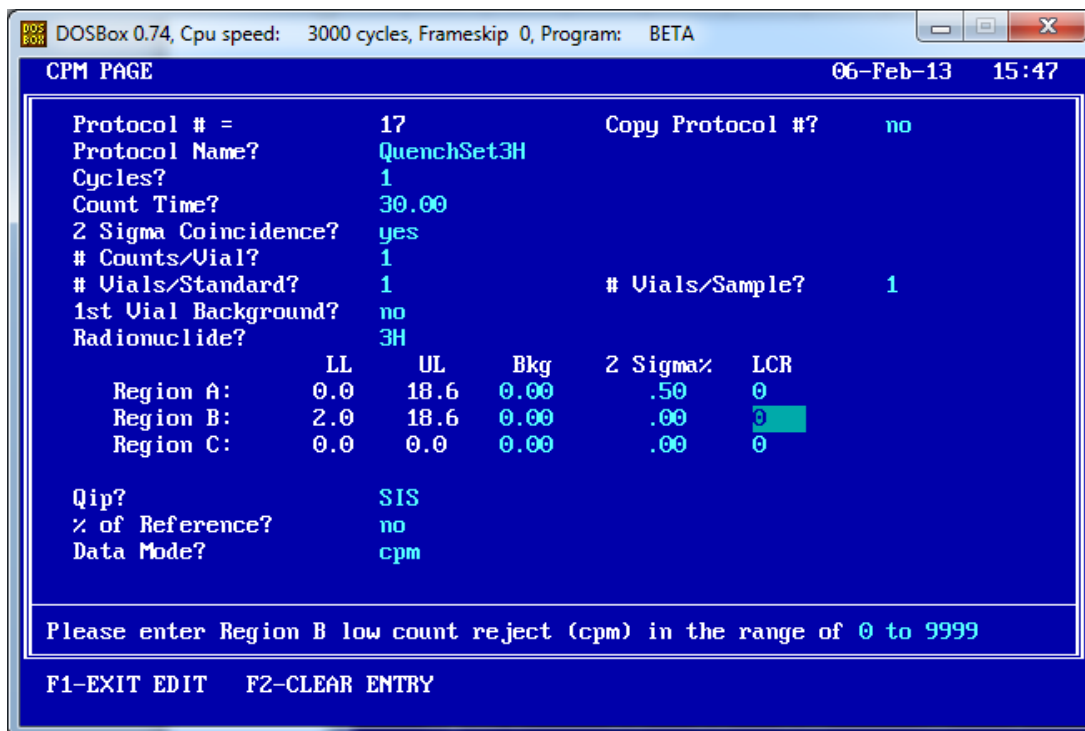 DOSBox 0.74, Cpu speed: 3000 cycles, Frameskip 0, Program: BETA
CPM PAGE 06-Feb-13 15:47
Protocol # = 17 Copy Protocol #? no
Protocol Name? QuenchSet3H
Cycles? 1
Count Time? 30.00
2 Sigma Coincidence? yes
# Counts/Vial? 1
# Vials/Standard? 1 # Vials/Sample? 1
1st Vial Background? no
Radionuclide? 3H
LL UL Bkg 2 Sigma% LCR
Region A: 0.0 18.6 0.00 .50 0
Region B: 2.0 18.6 0.00 .00 0
Region C: 0.0 0.0 0.00 .00 0
Qip? SIS
% of Reference? no
Data Mode? cpm
Please enter Region B low count reject (cpm) in the range of 0 to 9999
F1-EXIT EDIT F2-CLEAR ENTRY